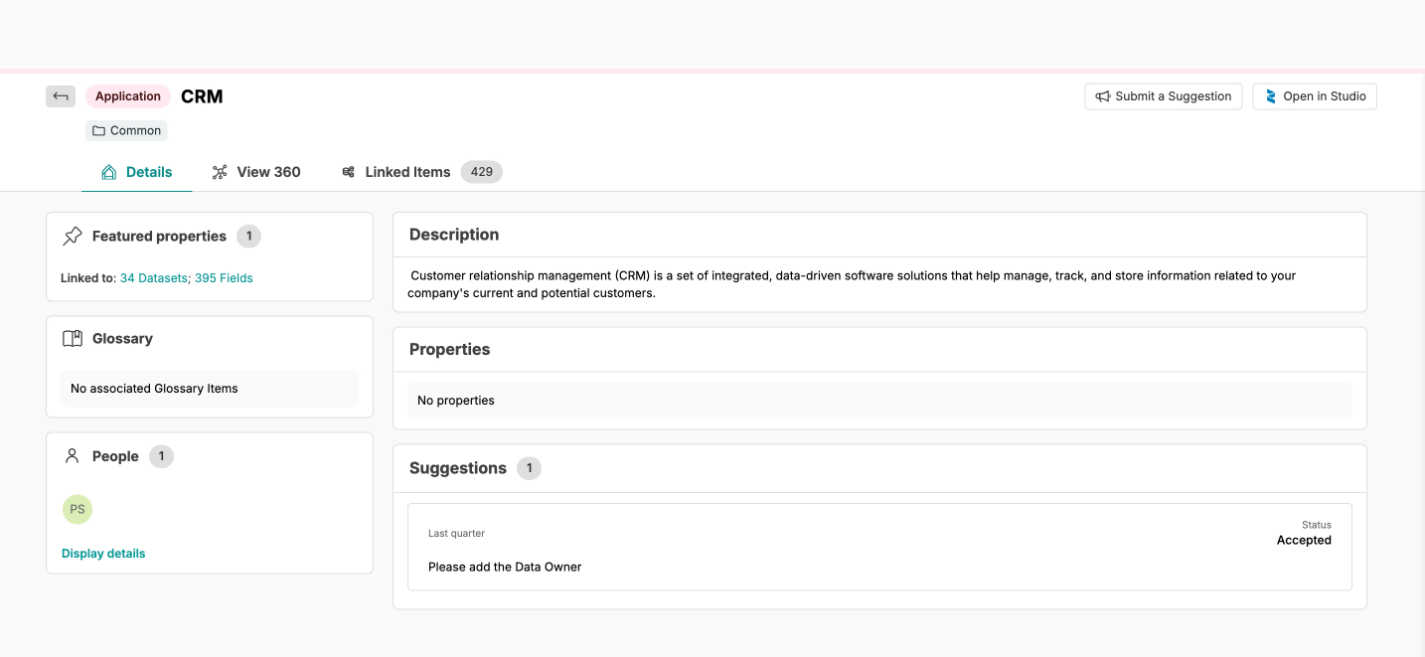 Application CRM
Submit a Suggestion
Open in Studio
Common
Details
View 360
Linked Items 429
Featured properties 1
Linked to: 34 Datasets; 395 Fields
Glossary
No associated Glossary Items
People 1
PS
Display details
Description
Customer relationship management (CRM) is a set of integrated, data-driven software solutions that help manage, track, and store information related to your
company's current and potential customers.
Properties
No properties
Suggestions 1
Last quarter
Status
Accepted
Please add the Data Owner